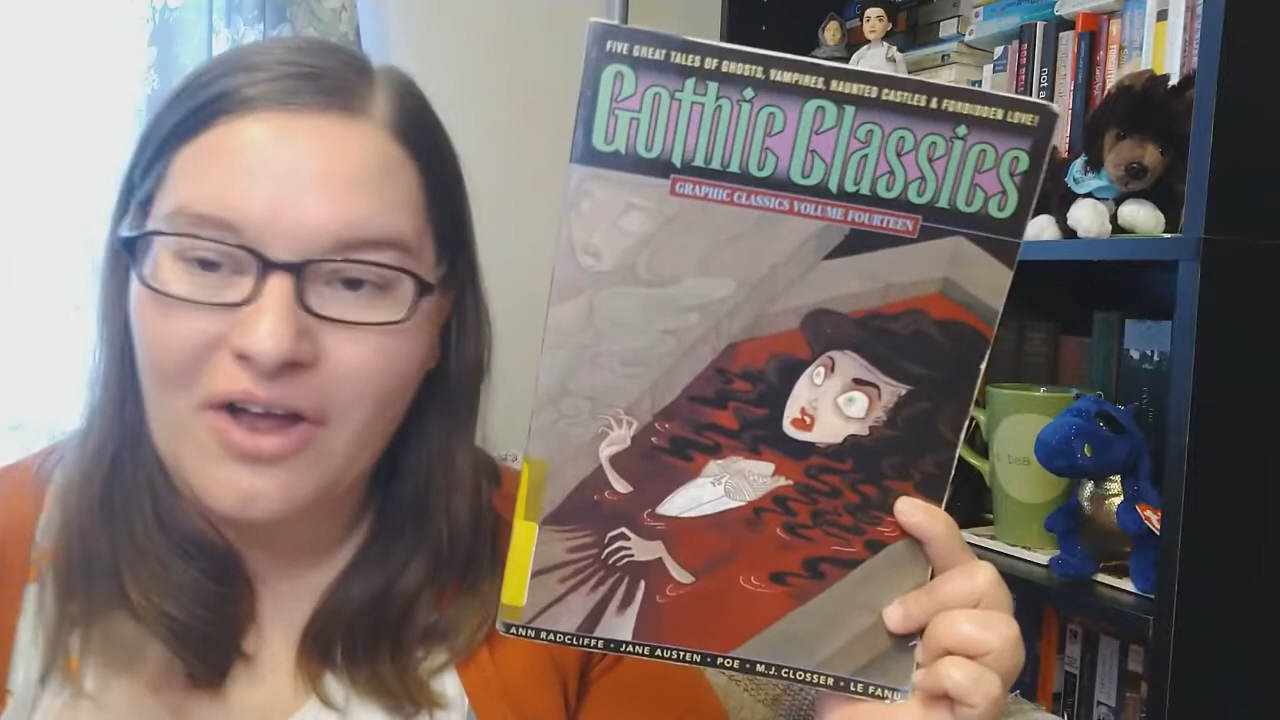 FIVE GREAT TALES OF GHOSTS, VAMPIRES, HAUNTED CASTLES & FORBIDDEN LOVE!
Gothic Classics
GRAPHIC CLASSICS VOLUME FOURTEEN
ANN RADCLIFFE • JANE AUSTEN • POE • M.J. CLOSSER • LE FANU